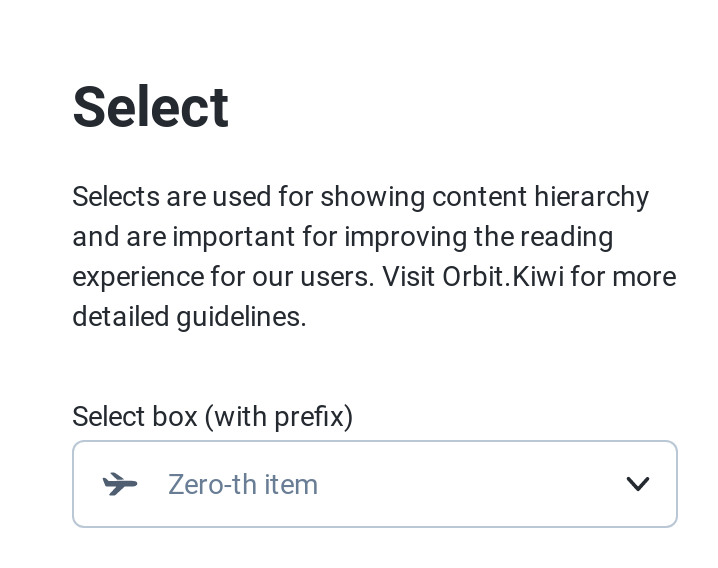 Select
Selects are used for showing content hierarchy
and are important for improving the reading
experience for our users. Visit Orbit.Kiwi for more
detailed guidelines.
Select box (with prefix)
Zero-th item